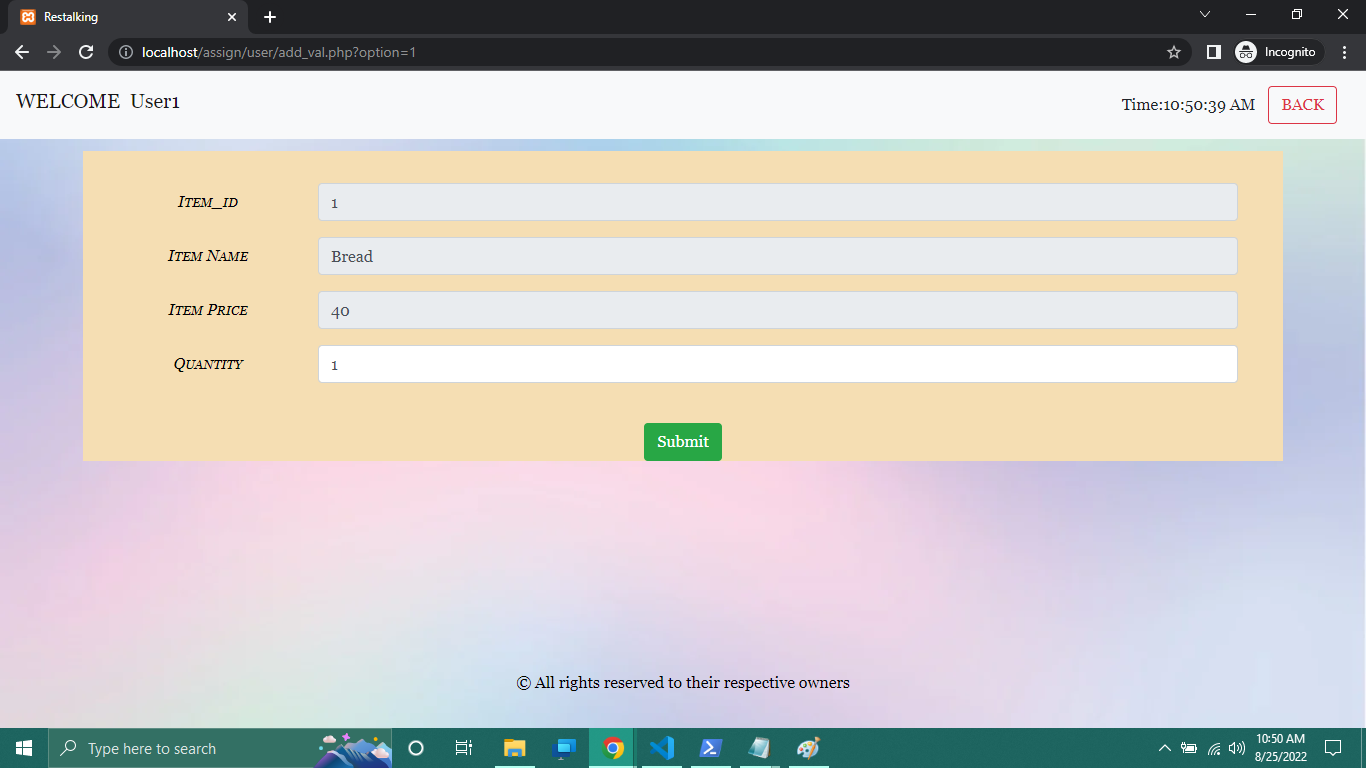 Restalking
localhost/assign/user/add_val.php?option=1
Incognito
WELCOME User1
Time:10:50:39 AM
BACK
Item_id
1
Item Name
Bread
Item Price
40
Quantity
1
Submit
© All rights reserved to their respective owners
Type here to search
10:50 AM
8/25/2022